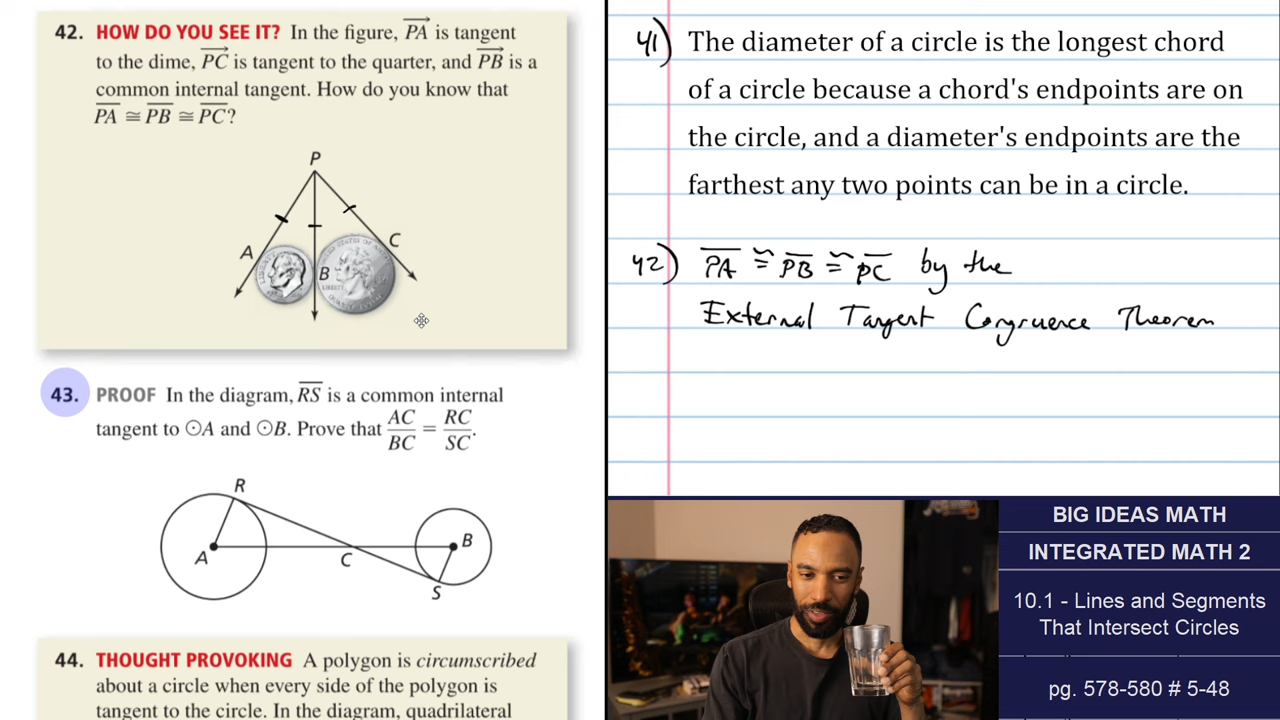 42. HOW DO YOU SEE IT? In the figure, PA is tangent
to the dime, PC is tangent to the quarter, and PB is a
common internal tangent. How do you know that
PA ≅ PB ≅ PC?
P
A
B
C
43. PROOF In the diagram, RS is a common internal
tangent to ⊙A and ⊙B. Prove that AC/BC = RC/SC.
R
A
C
B
S
44. THOUGHT PROVOKING A polygon is circumscribed
about a circle when every side of the polygon is
tangent to the circle. In the diagram, quadrilateral
41) The diameter of a circle is the longest chord
of a circle because a chord's endpoints are on
the circle, and a diameter's endpoints are the
farthest any two points can be in a circle.
42) PA ≅ PB ≅ PC by the
External Tangent Congruence Theorem
BIG IDEAS MATH
INTEGRATED MATH 2
10.1 - Lines and Segments
That Intersect Circles
pg. 578-580 # 5-48